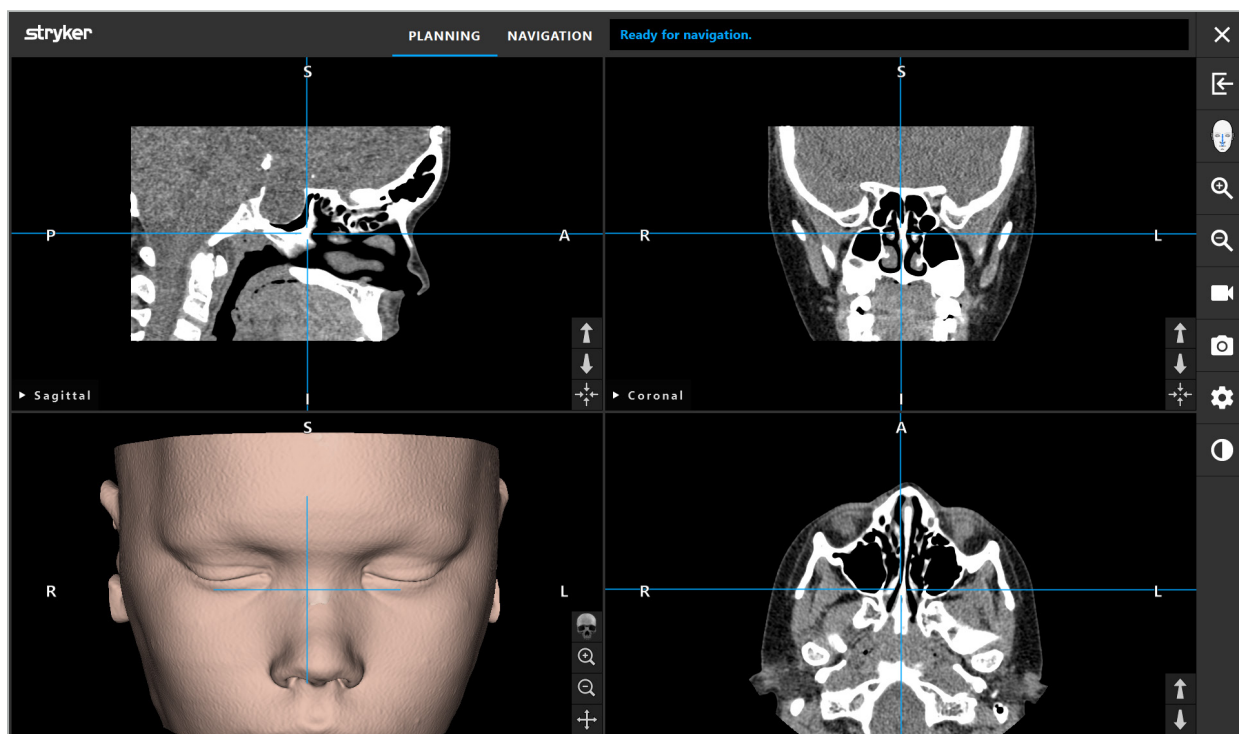 stryker
PLANNING NAVIGATION
Ready for navigation.
S
P A
I
Sagittal
S
R L
I
Coronal
S
R L
A
R L